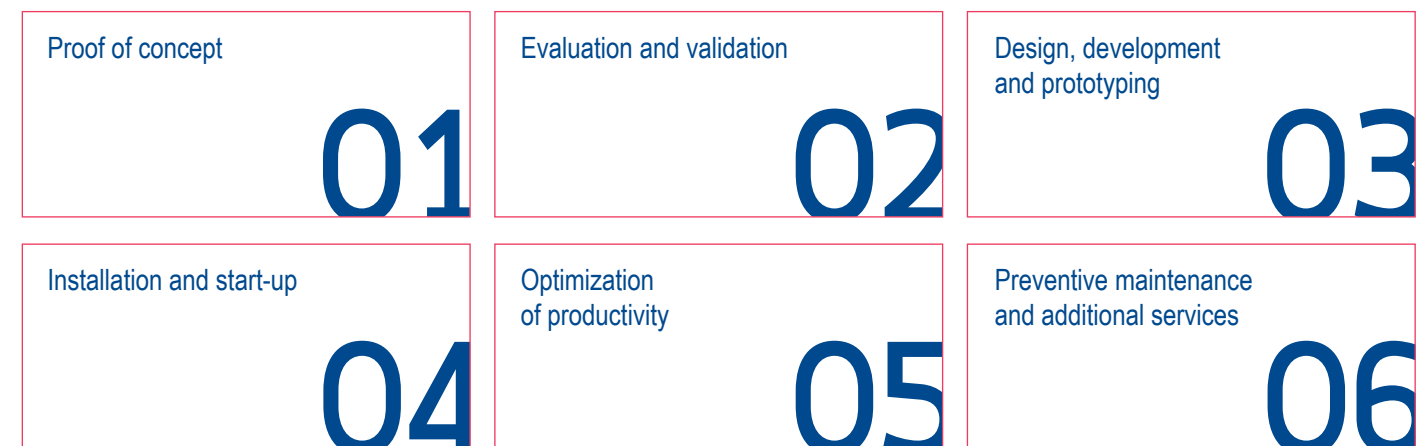 Proof of concept
01
Evaluation and validation
02
Design, development
and prototyping
03
Installation and start-up
04
Optimization
of productivity
05
Preventive maintenance
and additional services
06